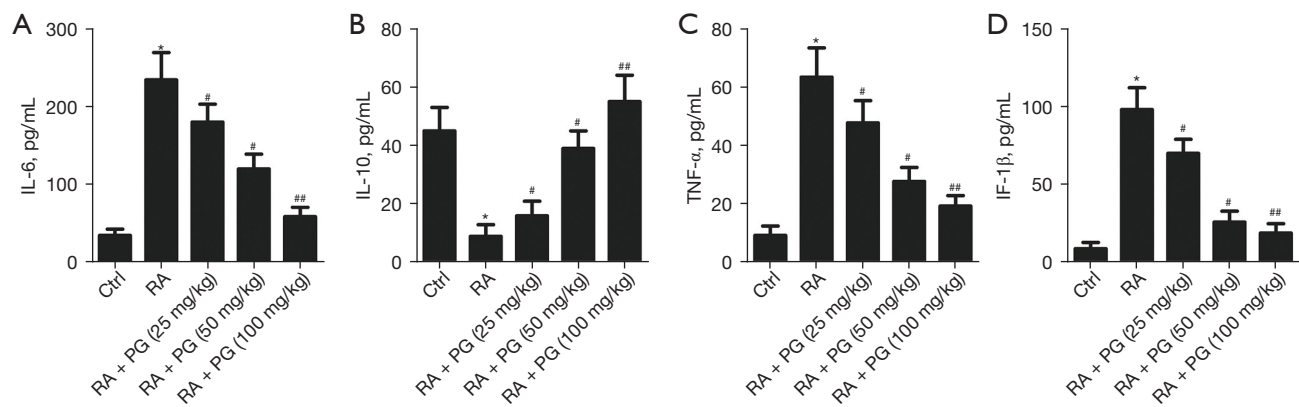 A
IL-6, pg/mL
300
200
100
0
*
#
#
##
Ctrl
RA
RA + PG (25 mg/kg)
RA + PG (50 mg/kg)
RA + PG (100 mg/kg)
B
IL-10, pg/mL
80
60
40
20
0
*
#
#
##
Ctrl
RA
RA + PG (25 mg/kg)
RA + PG (50 mg/kg)
RA + PG (100 mg/kg)
C
TNF-α, pg/mL
80
60
40
20
0
*
#
#
##
Ctrl
RA
RA + PG (25 mg/kg)
RA + PG (50 mg/kg)
RA + PG (100 mg/kg)
D
IF-1β, pg/mL
150
100
50
0
*
#
#
##
Ctrl
RA
RA + PG (25 mg/kg)
RA + PG (50 mg/kg)
RA + PG (100 mg/kg)